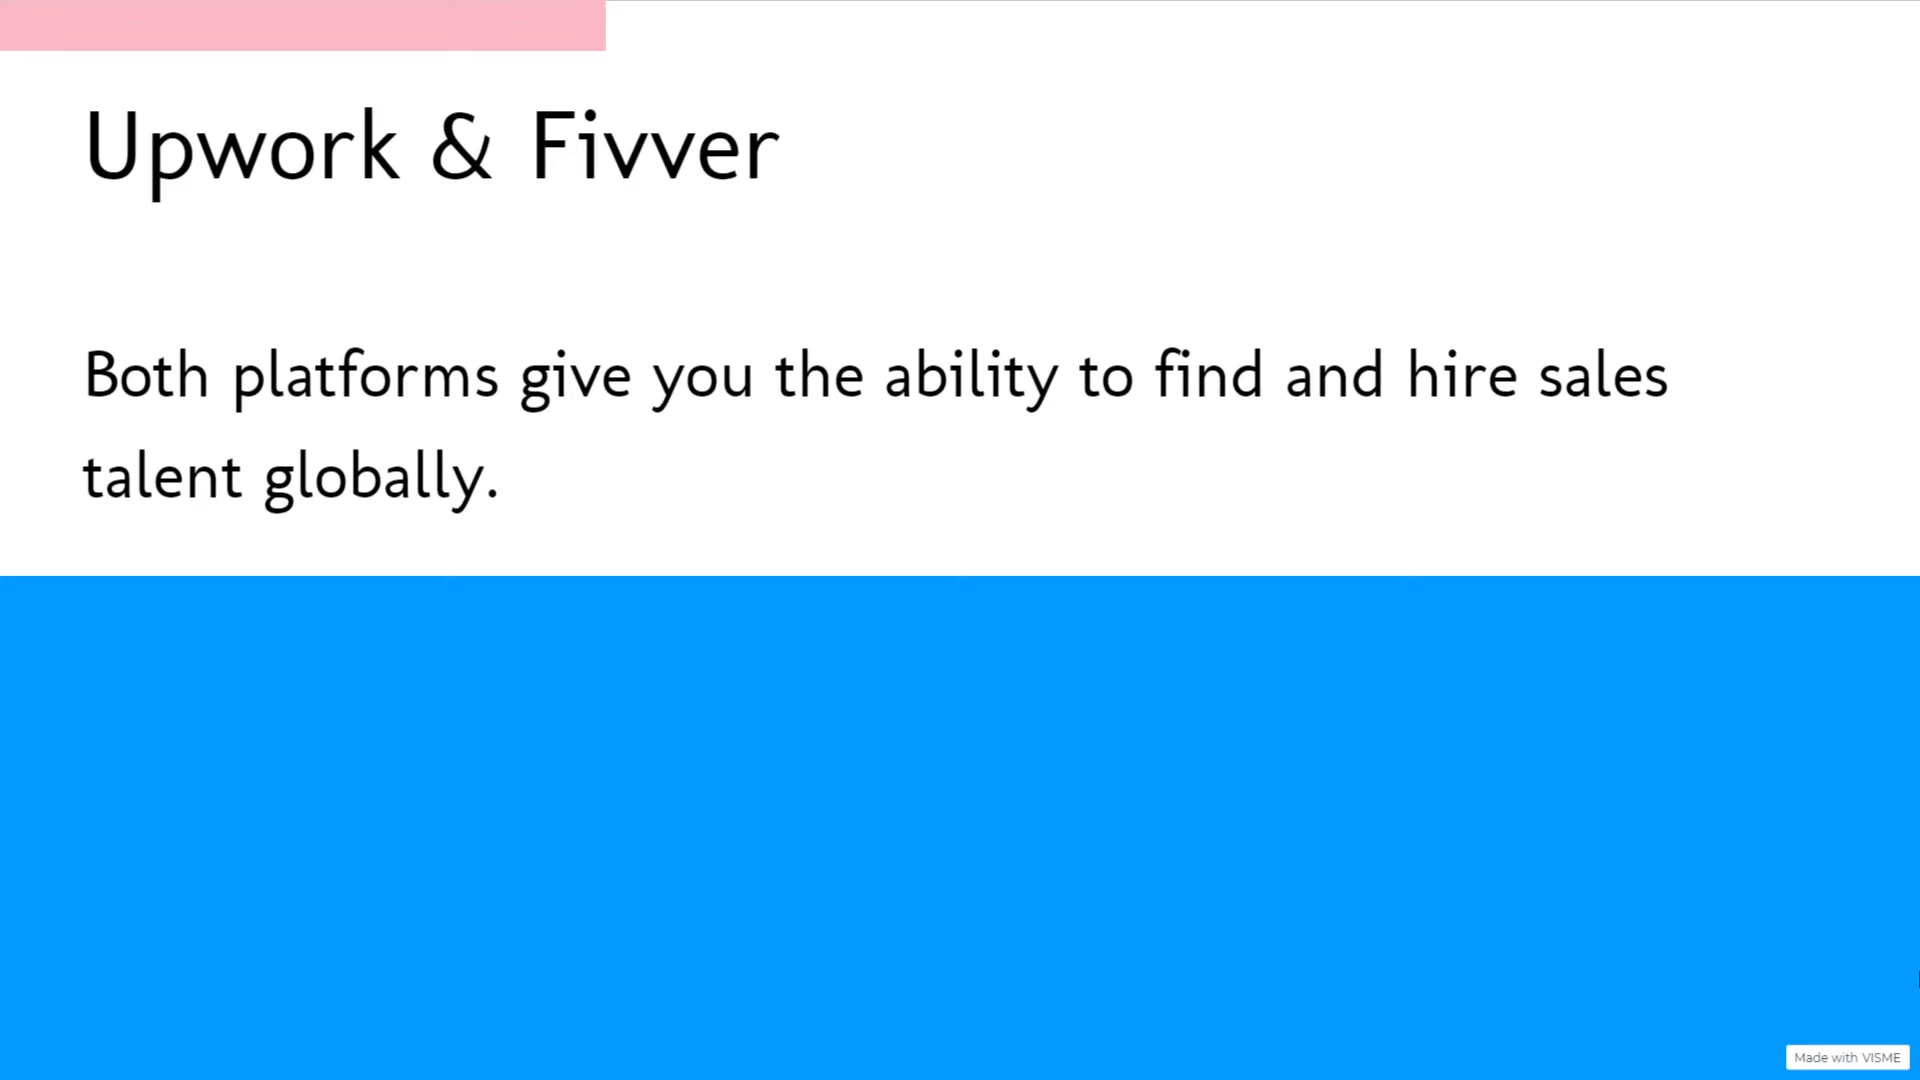 Upwork & Fivver
Both platforms give you the ability to find and hire sales
talent globally.
Made with VISME